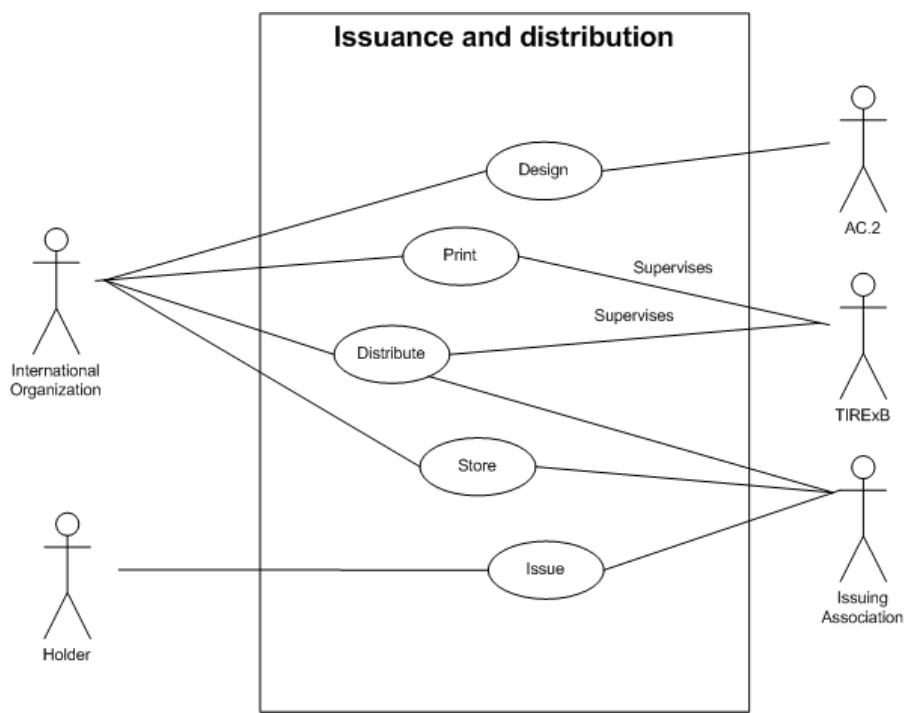 Issuance and distribution
Design
AC.2
Print
Supervises
International
Organization
Supervises
Distribute
TIRExB
Store
Holder
Issue
Issuing
Association